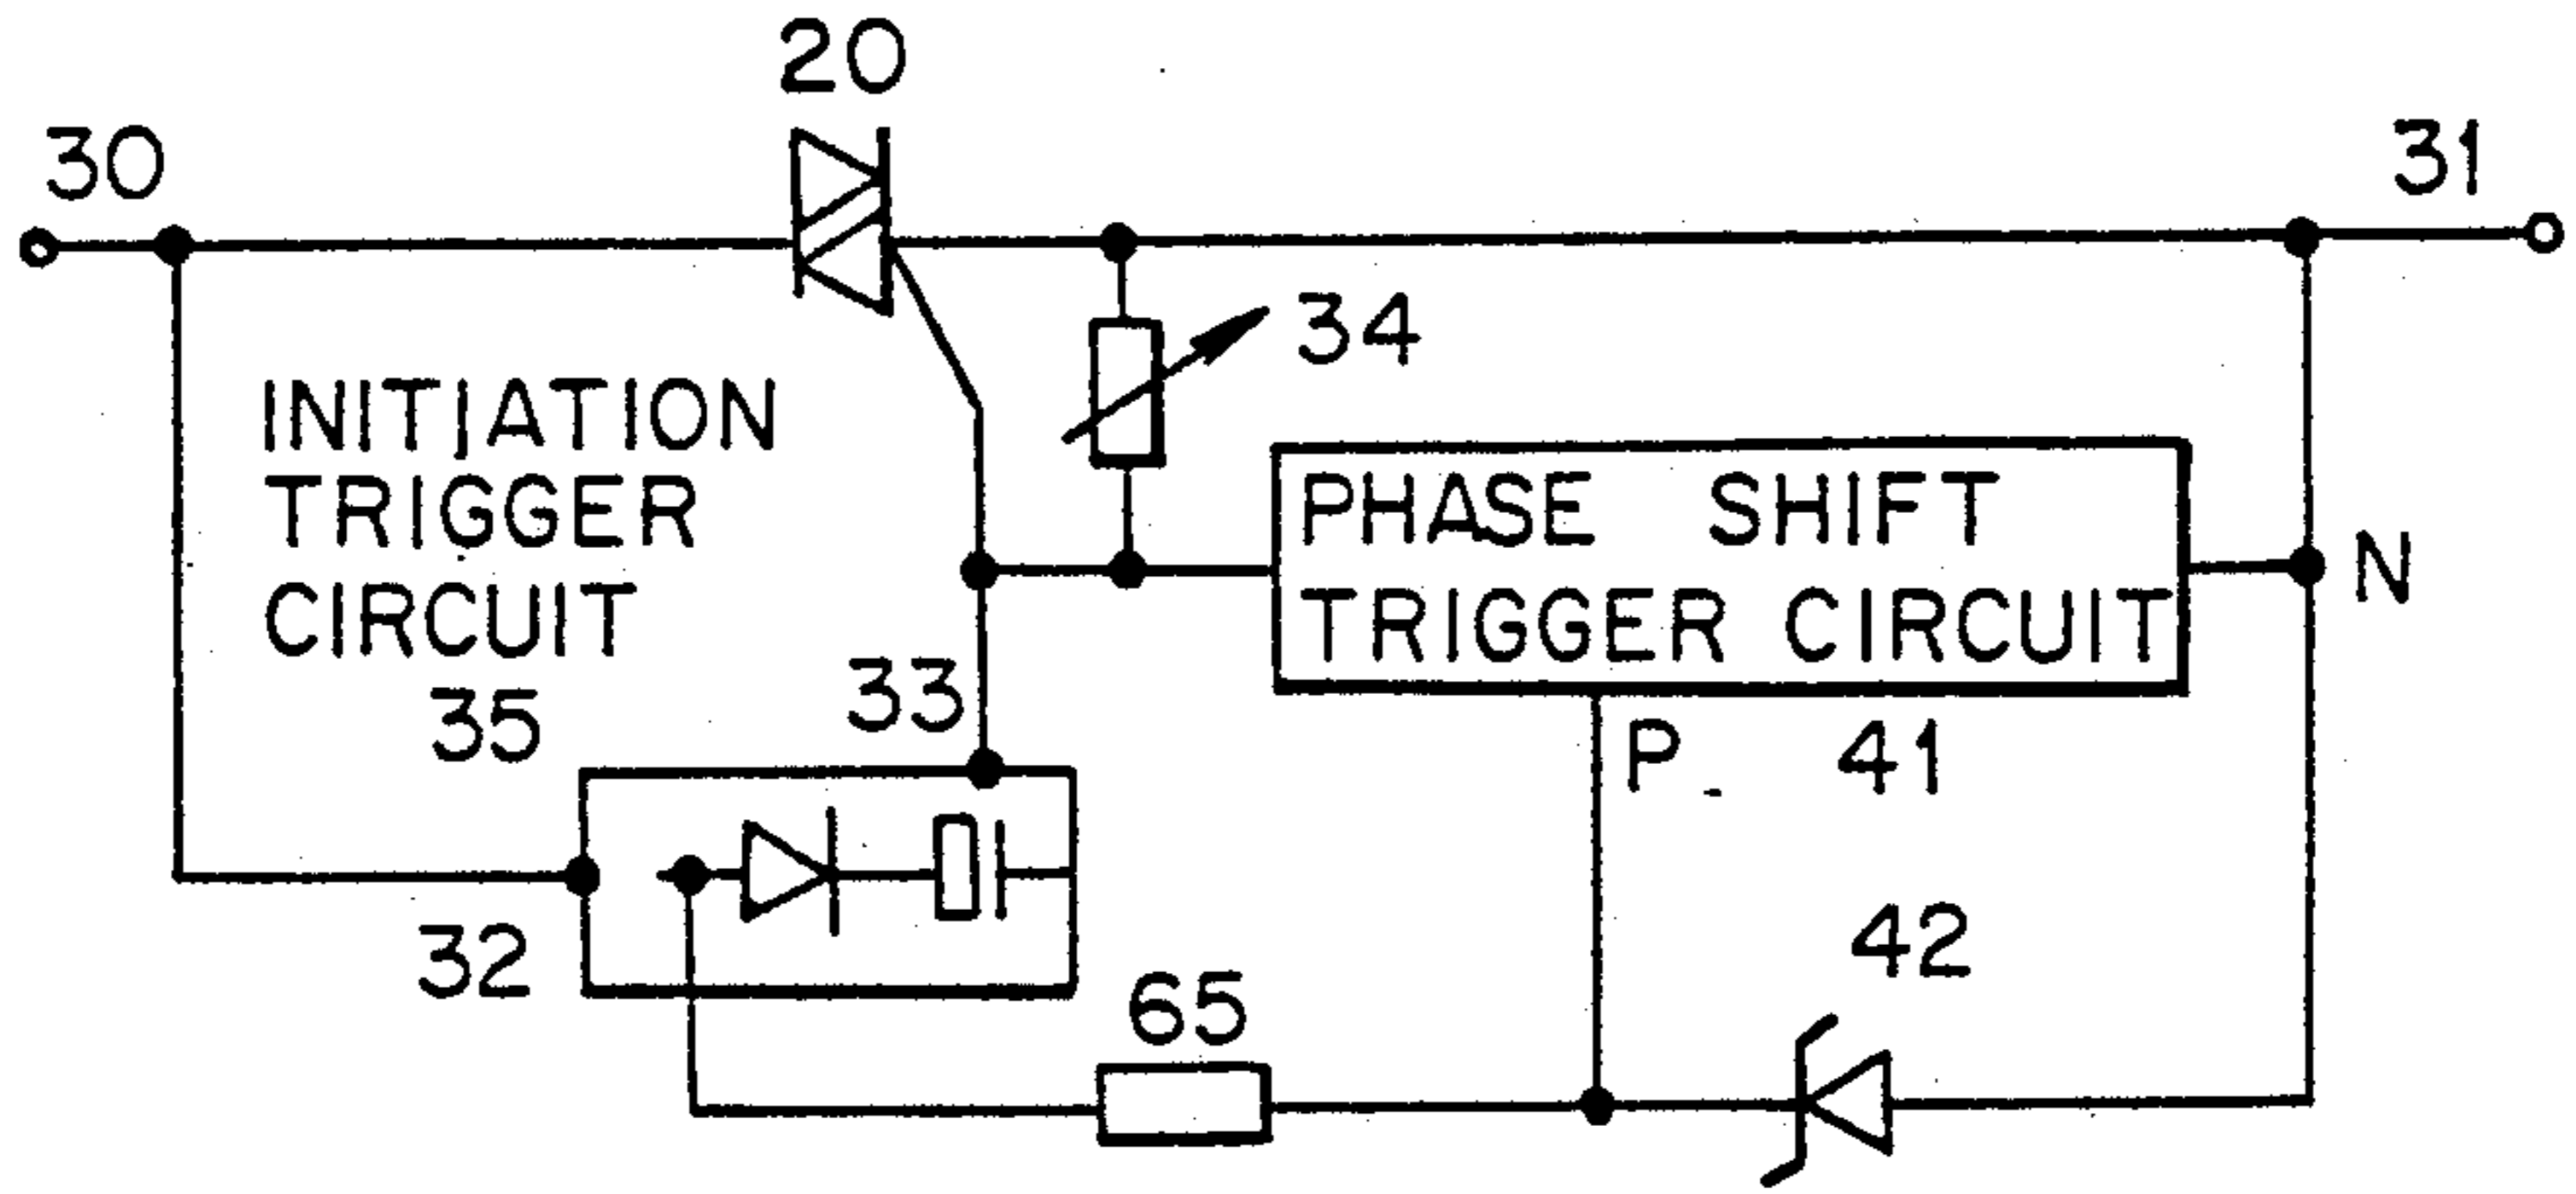 20
30
31
34
INITIATION
TRIGGER
CIRCUIT
35
PHASE SHIFT
TRIGGER CIRCUIT
N
33
P
41
32
42
65